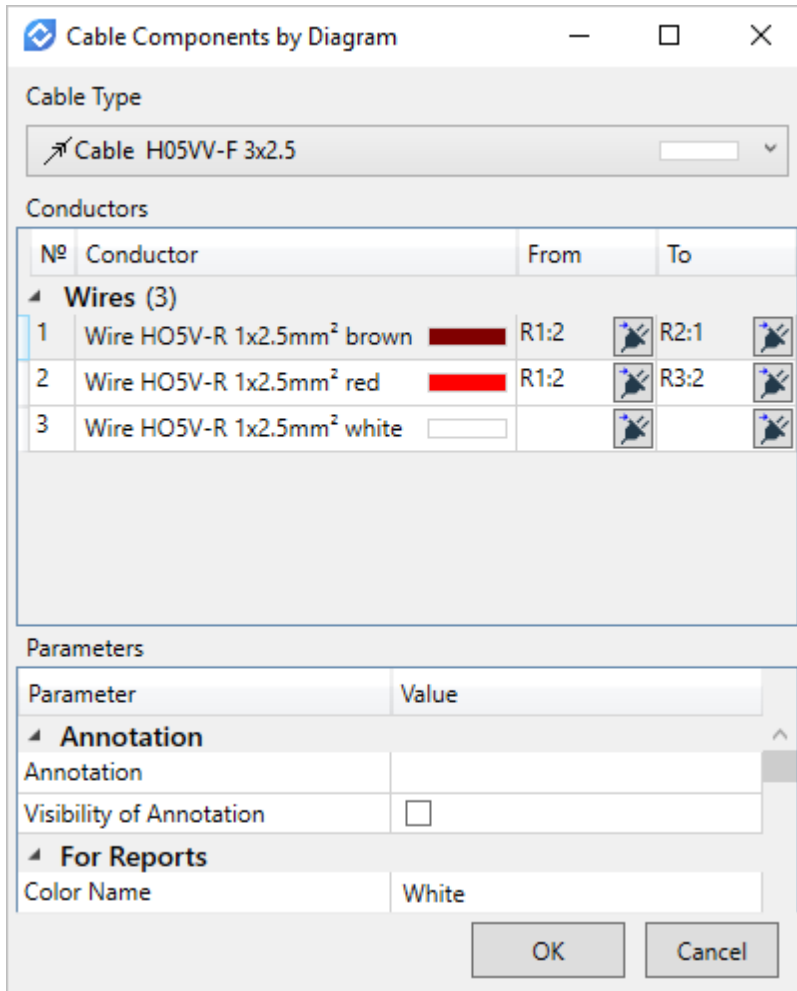 Cable Components by Diagram
Cable Type
Cable H05VV-F 3x2.5
Conductors
Nº Conductor From To
Wires (3)
1 Wire HO5V-R 1x2.5mm² brown R1:2 R2:1
2 Wire HO5V-R 1x2.5mm² red R1:2 R3:2
3 Wire HO5V-R 1x2.5mm² white
Parameters
Parameter Value
Annotation
Annotation
Visibility of Annotation
For Reports
Color Name White
OK Cancel